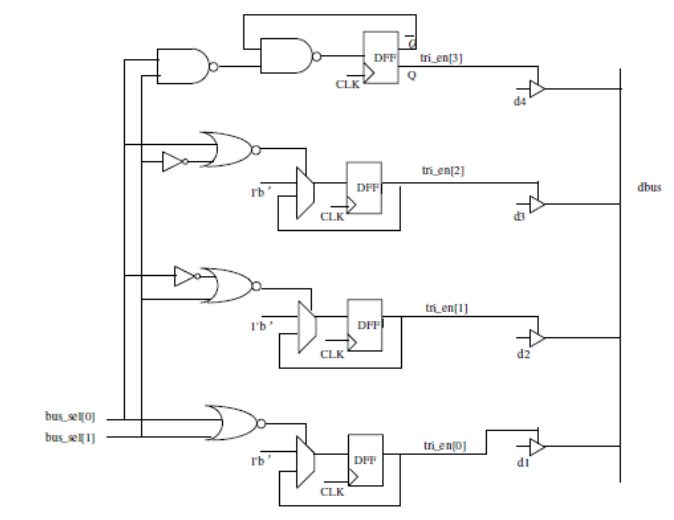 Q
DFF
tri_en[3]
CLK
Q
d4
tri_en[2]
1'b'
DFF
CLK
d3
dbus
tri_en[1]
1'b'
DFF
CLK
d2
bus_sel[0]
bus_sel[1]
tri_en[0]
1'b'
DFF
CLK
d1